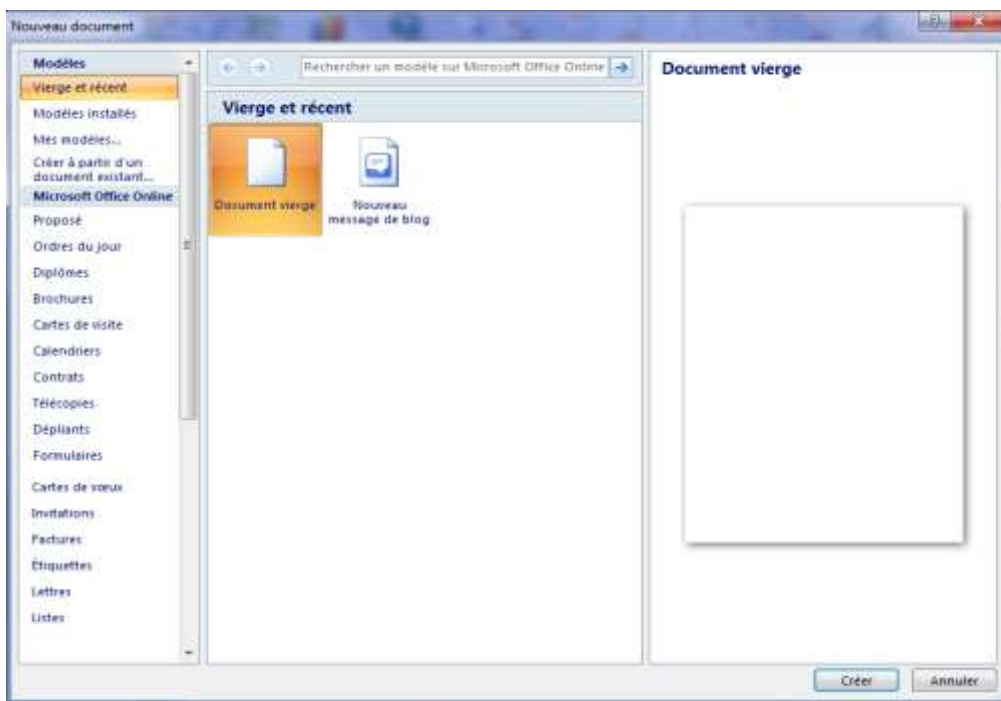 Nouveau document
Modèles
Vierge et récent
Modèles installés
Mes modèles...
Créer à partir d'un
document existant...
Microsoft Office Online
Proposé
Ordres du jour
Diplômes
Brochures
Cartes de visite
Calendriers
Contrats
Télécopies
Dépliants
Formulaires
Cartes de vœux
Invitations
Factures
Étiquettes
Lettres
Listes
Rechercher un modèle sur Microsoft Office Online
Vierge et récent
Document vierge
Nouveau
message de blog
Document vierge
Créer
Annuler